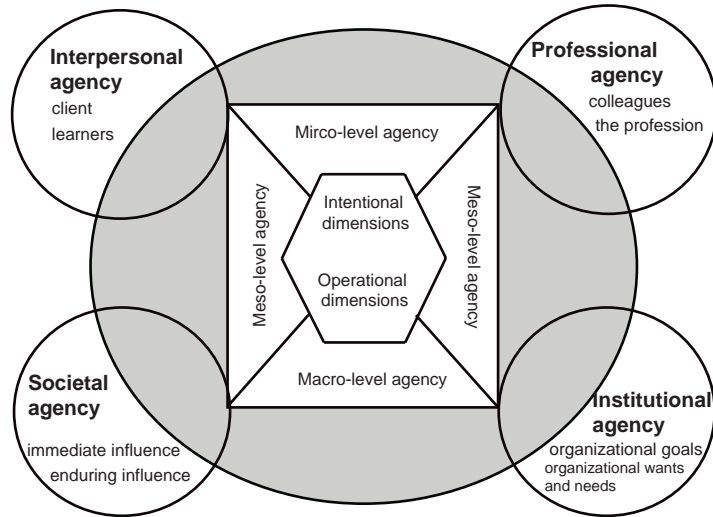 Interpersonal
agency
client
learners
Professional
agency
colleagues
the profession
Mirco-level agency
Meso-level agency
Intentional
dimensions
Operational
dimensions
Meso-level agency
Macro-level agency
Societal
agency
immediate influence
enduring influence
Institutional
agency
organizational goals
organizational wants
and needs